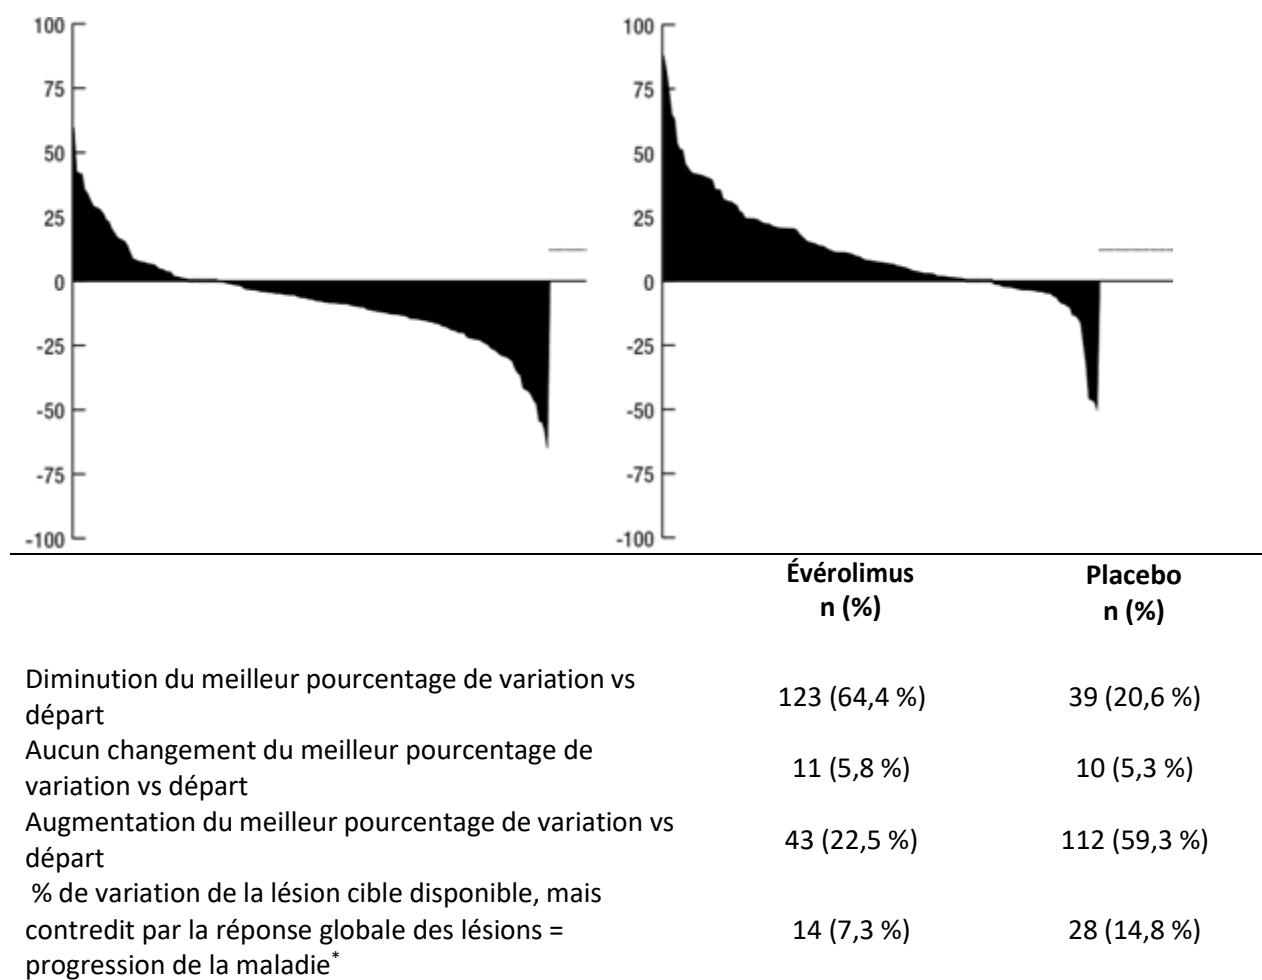 100
75
50
25
0
-25
-50
-75
-100
100
75
50
25
0
-25
-50
-75
-100
Évérolimus
n (%)
Placebo
n (%)
Diminution du meilleur pourcentage de variation vs
départ
123 (64,4 %)
39 (20,6 %)
Aucun changement du meilleur pourcentage de
variation vs départ
11 (5,8 %)
10 (5,3 %)
Augmentation du meilleur pourcentage de variation vs
départ
43 (22,5 %)
112 (59,3 %)
% de variation de la lésion cible disponible, mais
contredit par la réponse globale des lésions =
progression de la maladie*
14 (7,3 %)
28 (14,8 %)